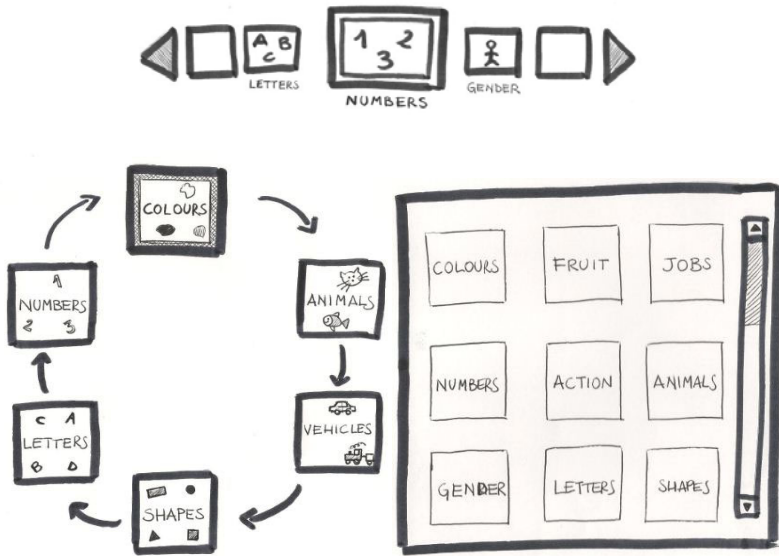 A B
C
LETTERS
1 2
3
NUMBERS
GENDER
COLOURS
ANIMALS
VEHICLES
SHAPES
C A
LETTERS
B D
1
NUMBERS
2 3
COLOURS FRUIT JOBS
NUMBERS ACTION ANIMALS
GENDER LETTERS SHAPES